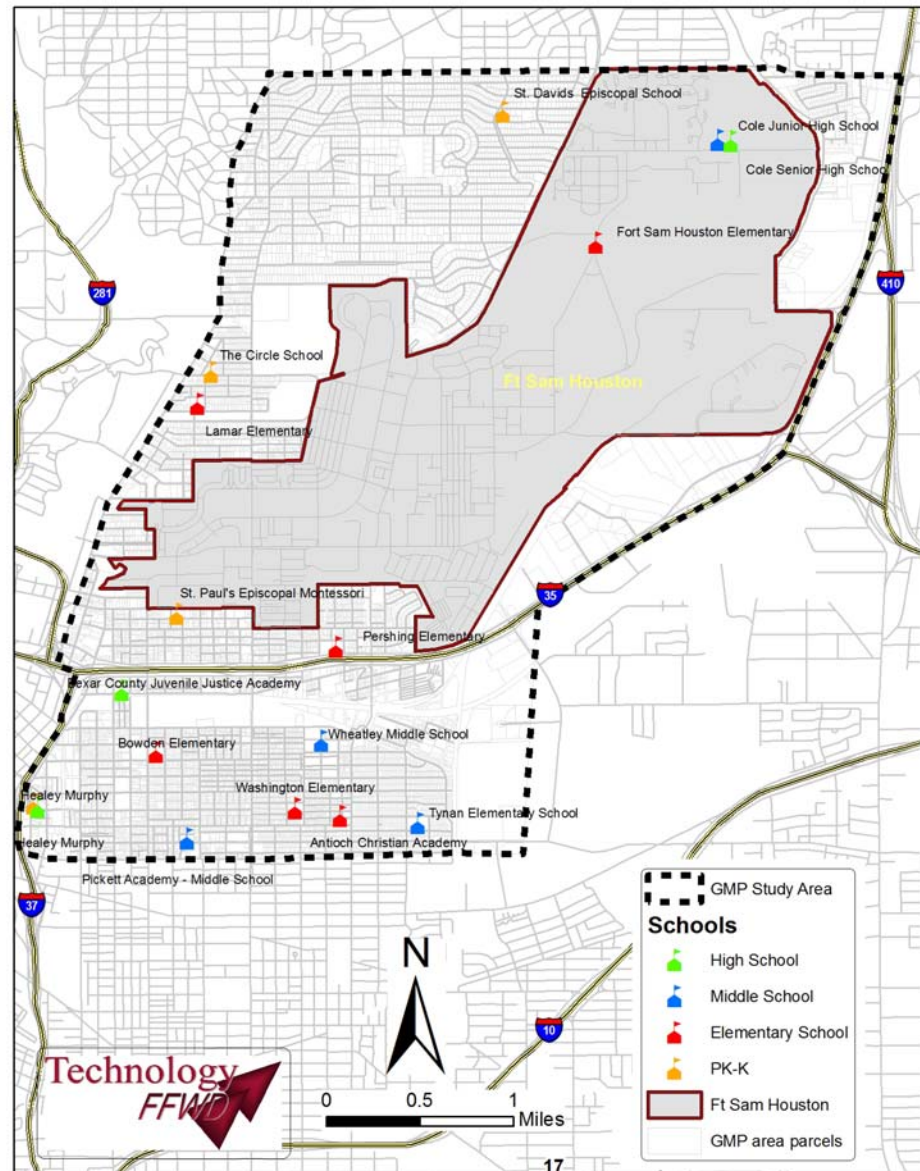 St. Davids Episcopal School
Cole Junior High School
Cole Senior High School
Fort Sam Houston Elementary
281
410
The Circle School
Ft Sam Houston
Lamar Elementary
St. Paul's Episcopal Montessori
35
Pershing Elementary
Bexar County Juvenile Justice Academy
Wheatley Middle School
Bowden Elementary
Washington Elementary
Healey Murphy
Tynan Elementary School
Healey Murphy
Antioch Christian Academy
Pickett Academy - Middle School
37
GMP Study Area
Schools
High School
Middle School
Elementary School
PK-K
Ft Sam Houston
GMP area parcels
N
10
Technology
FFWD
0 0.5 1
Miles
17